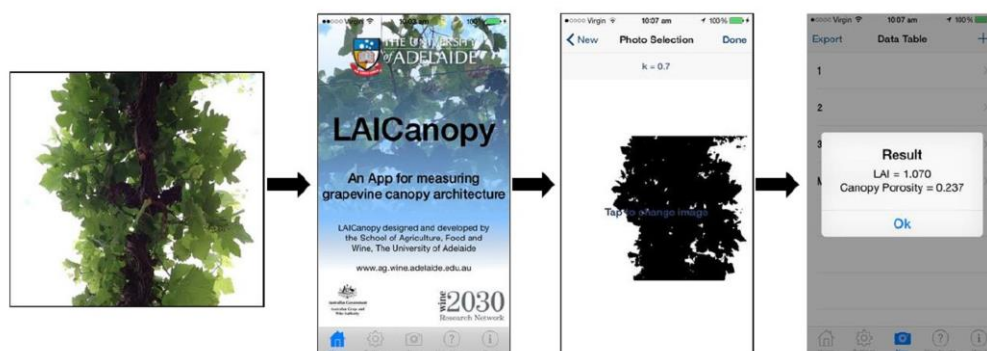 Virgin
10:03 am
100%
THE UNIVERSITY
of ADELAIDE
LAICanopy
An App for measuring
grapevine canopy architecture
LAICanopy designed and developed by
the School of Agriculture, Food and
Wine, The University of Adelaide
www.ag.wine.adelaide.edu.au
Australian Government
wine
2030
Research Network
Virgin
10:37 am
100%
New
Photo Selection
Done
k = 0.7
Tap to change image
Virgin
10:07 am
100%
Export
Data Table
+
1
2
3
Result
LAI = 1.070
Canopy Porosity = 0.237
Ok